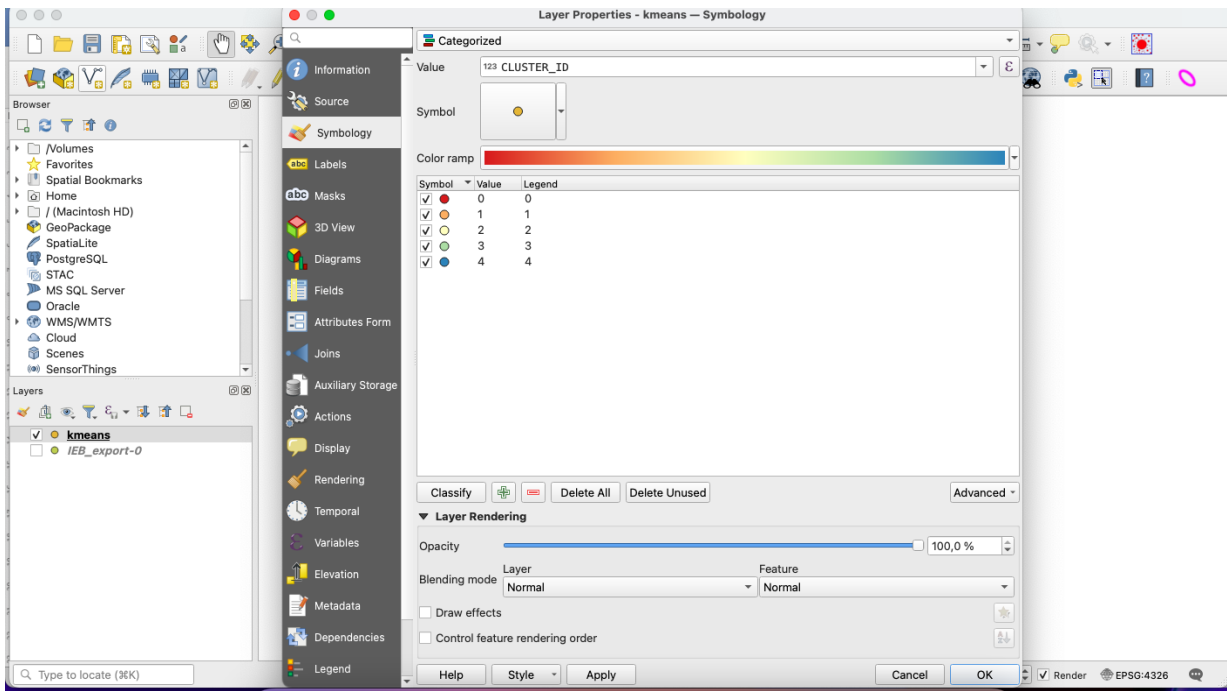 Layer Properties - kmeans — Symbology
Browser
/Volumes
Favorites
Spatial Bookmarks
Home
/ (Macintosh HD)
GeoPackage
SpatiaLite
PostgreSQL
STAC
MS SQL Server
Oracle
WMS/WMTS
Cloud
Scenes
SensorThings
Layers
kmeans
IEB_export-0
Type to locate (⌘K)
Information
Source
Symbology
abc Labels
abc Masks
3D View
Diagrams
Fields
Attributes Form
Joins
Auxiliary Storage
Actions
Display
Rendering
Temporal
Variables
Elevation
Metadata
Dependencies
Legend
Categorized
Value 123 CLUSTER_ID ε
Symbol
Color ramp
Symbol Value Legend
0 0
1 1
2 2
3 3
4 4
Classify Delete All Delete Unused Advanced
Layer Rendering
Opacity 100,0 %
Layer Feature
Blending mode Normal Normal
Draw effects
Control feature rendering order
Help Style Apply Cancel OK
Render EPSG:4326